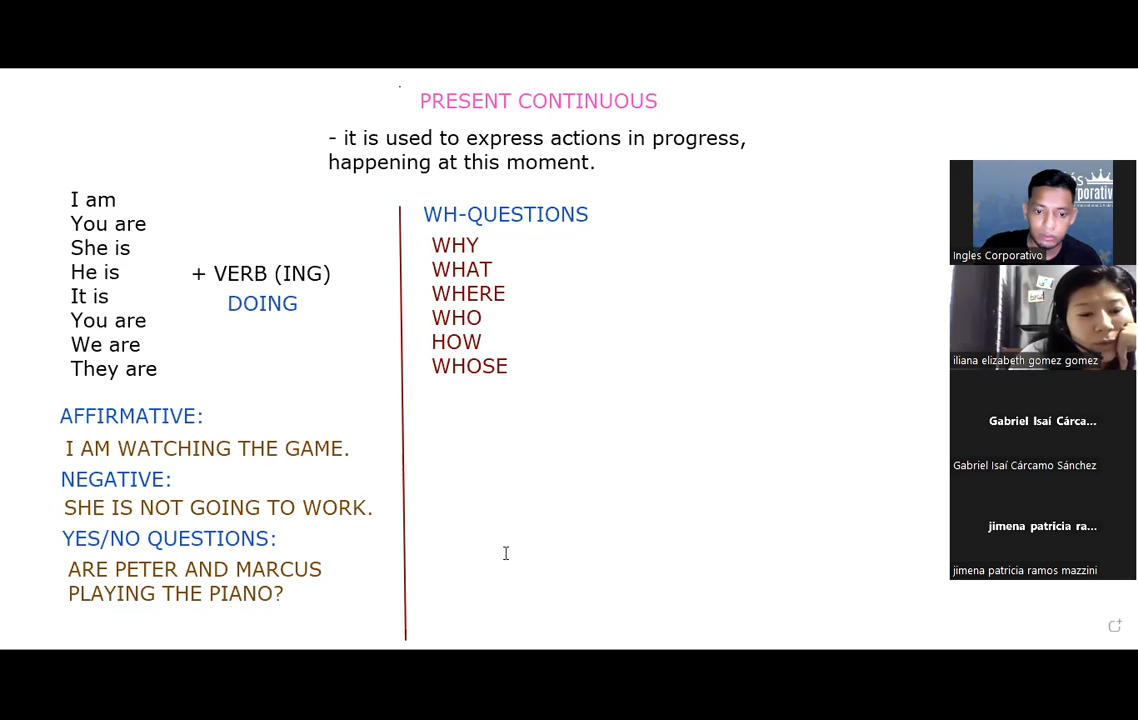 PRESENT CONTINUOUS
- it is used to express actions in progress,
happening at this moment.
I am
You are
She is
He is
It is
You are
We are
They are
+ VERB (ING)
DOING
AFFIRMATIVE:
I AM WATCHING THE GAME.
NEGATIVE:
SHE IS NOT GOING TO WORK.
YES/NO QUESTIONS:
ARE PETER AND MARCUS
PLAYING THE PIANO?
WH-QUESTIONS
WHY
WHAT
WHERE
WHO
HOW
WHOSE
Ingles Corporativo
iliana elizabeth gomez gomez
Gabriel Isaí Cárca...
Gabriel Isaí Cárcamo Sánchez
jimena patricia ra...
jimena patricia ramos mazzini